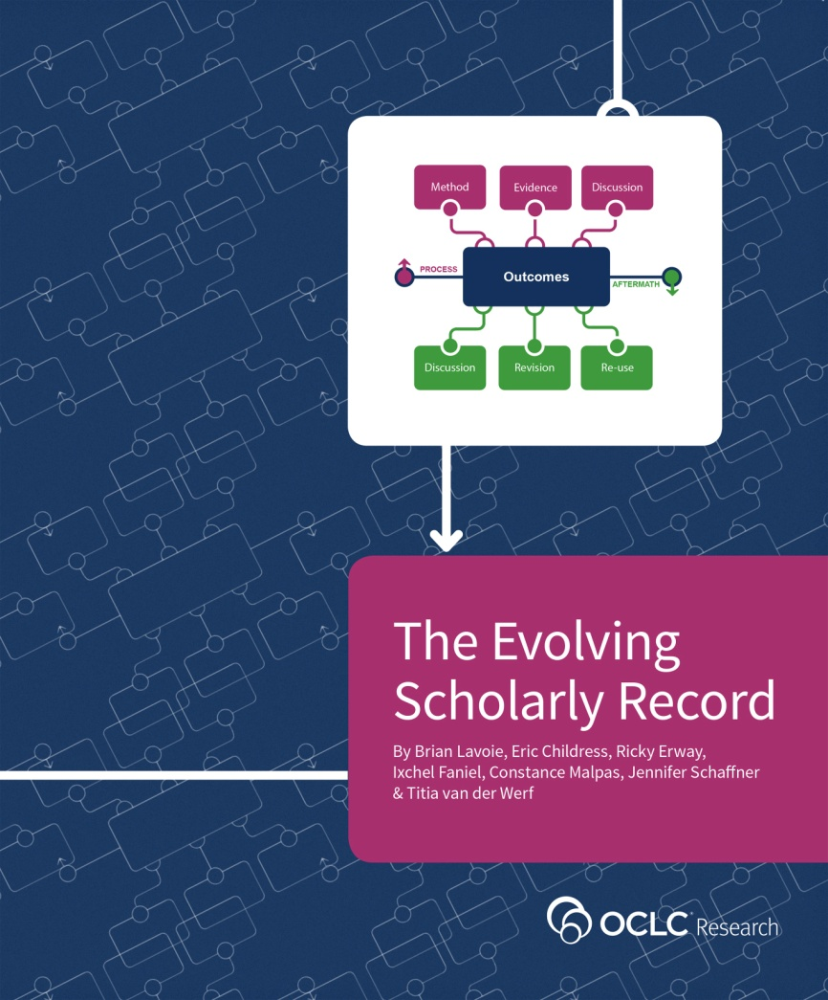 Method Evidence Discussion
PROCESS Outcomes AFTERMATH
Discussion Revision Re-use
The Evolving
Scholarly Record
By Brian Lavoie, Eric Childress, Ricky Erway,
Ixchel Faniel, Constance Malpas, Jennifer Schaffner
& Titia van der Werf
OCLC Research